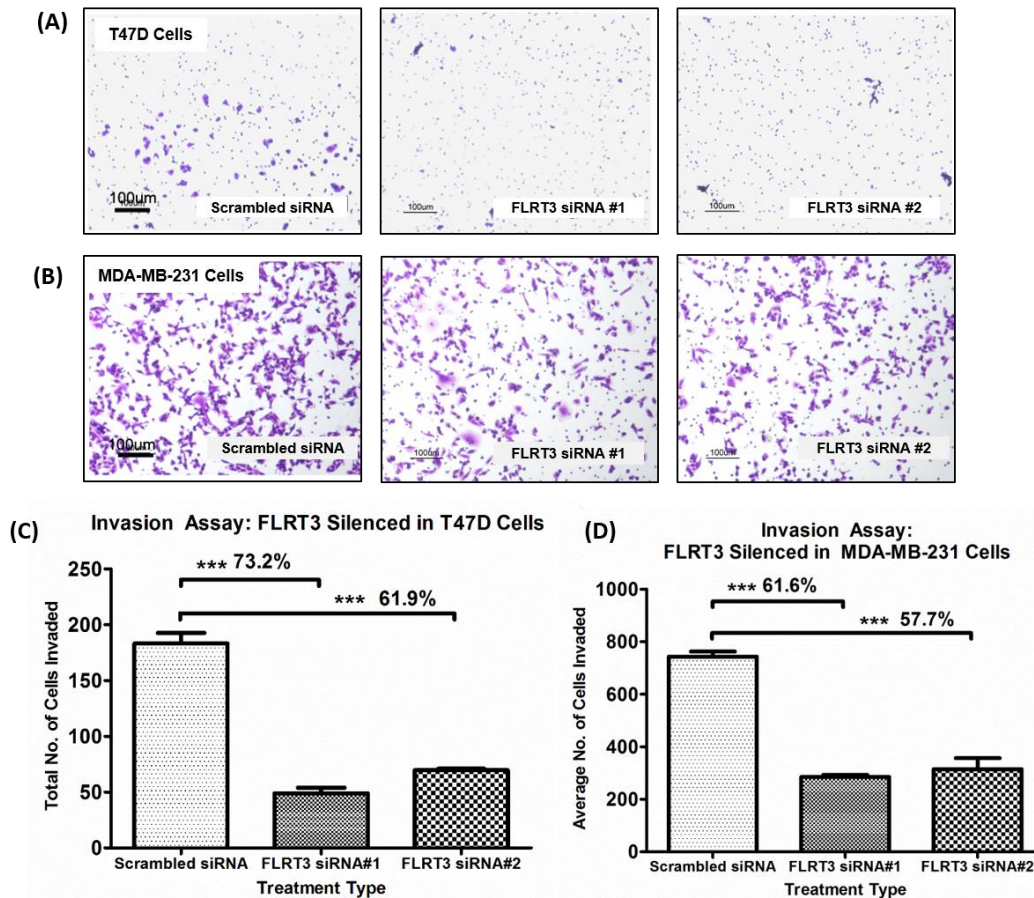 (A)
T47D Cells
100um
100um
Scrambled siRNA
100um
FLRT3 siRNA #1
100um
FLRT3 siRNA #2
(B)
MDA-MB-231 Cells
100um
Scrambled siRNA
100um
FLRT3 siRNA #1
100um
FLRT3 siRNA #2
(C)
Invasion Assay: FLRT3 Silenced in T47D Cells
*** 73.2%
*** 61.9%
Total No. of Cells Invaded
250
200
150
100
50
0
Scrambled siRNA FLRT3 siRNA#1 FLRT3 siRNA#2
Treatment Type
(D)
Invasion Assay:
FLRT3 Silenced in MDA-MB-231 Cells
*** 61.6%
*** 57.7%
Average No. of Cells Invaded
1000
800
600
400
200
0
Scrambled siRNA FLRT3 siRNA#1 FLRT3 siRNA#2
Treatment Type